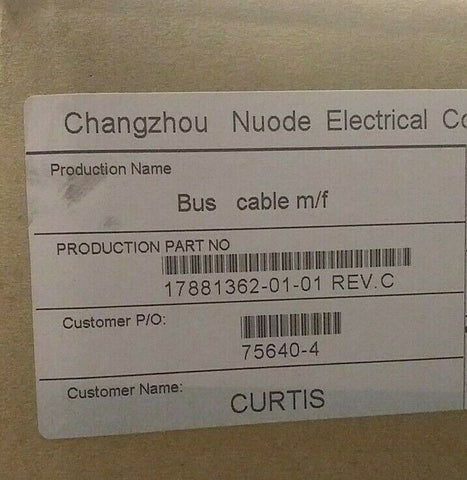 Changzhou Nuode Electrical
Production Name
Bus cable m/f
PRODUCTION PART NO
17881362-01-01 REV.C
Customer P/O:
75640-4
Customer Name:
CURTIS